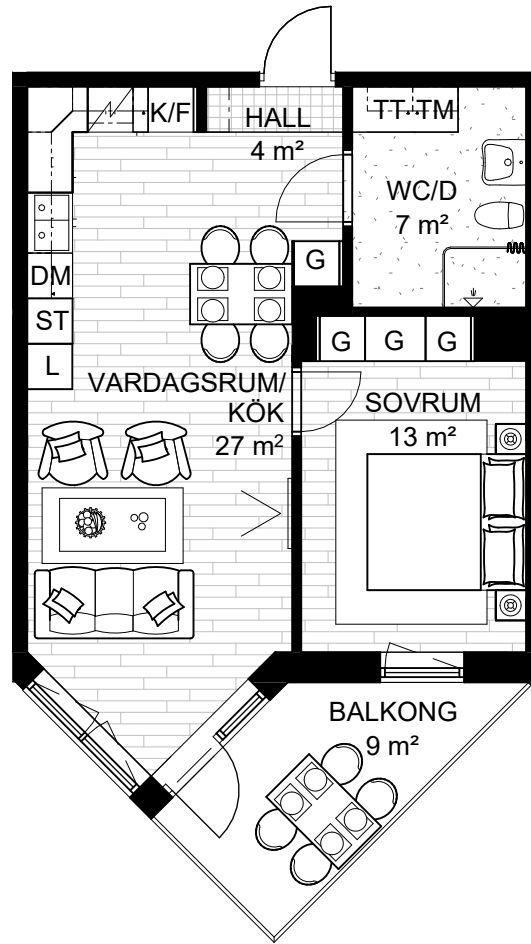 K/F
HALL
4 m²
TT TM
WC/D
7 m²
DM
ST
L
G
G
G
G
VARDAGSRUM/
KÖK
27 m²
SOVRUM
13 m²
BALKONG
9 m²